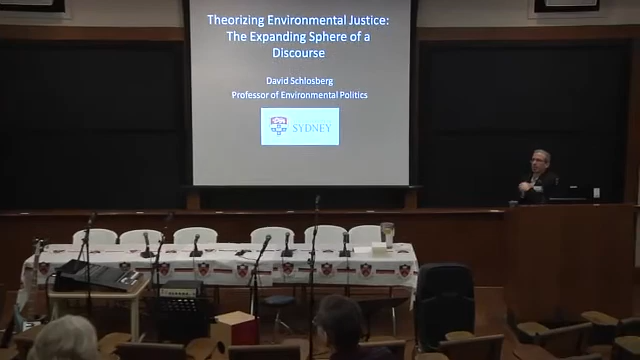 Theorizing Environmental Justice:
The Expanding Sphere of a
Discourse
David Schlosberg
Professor of Environmental Politics
SYDNEY